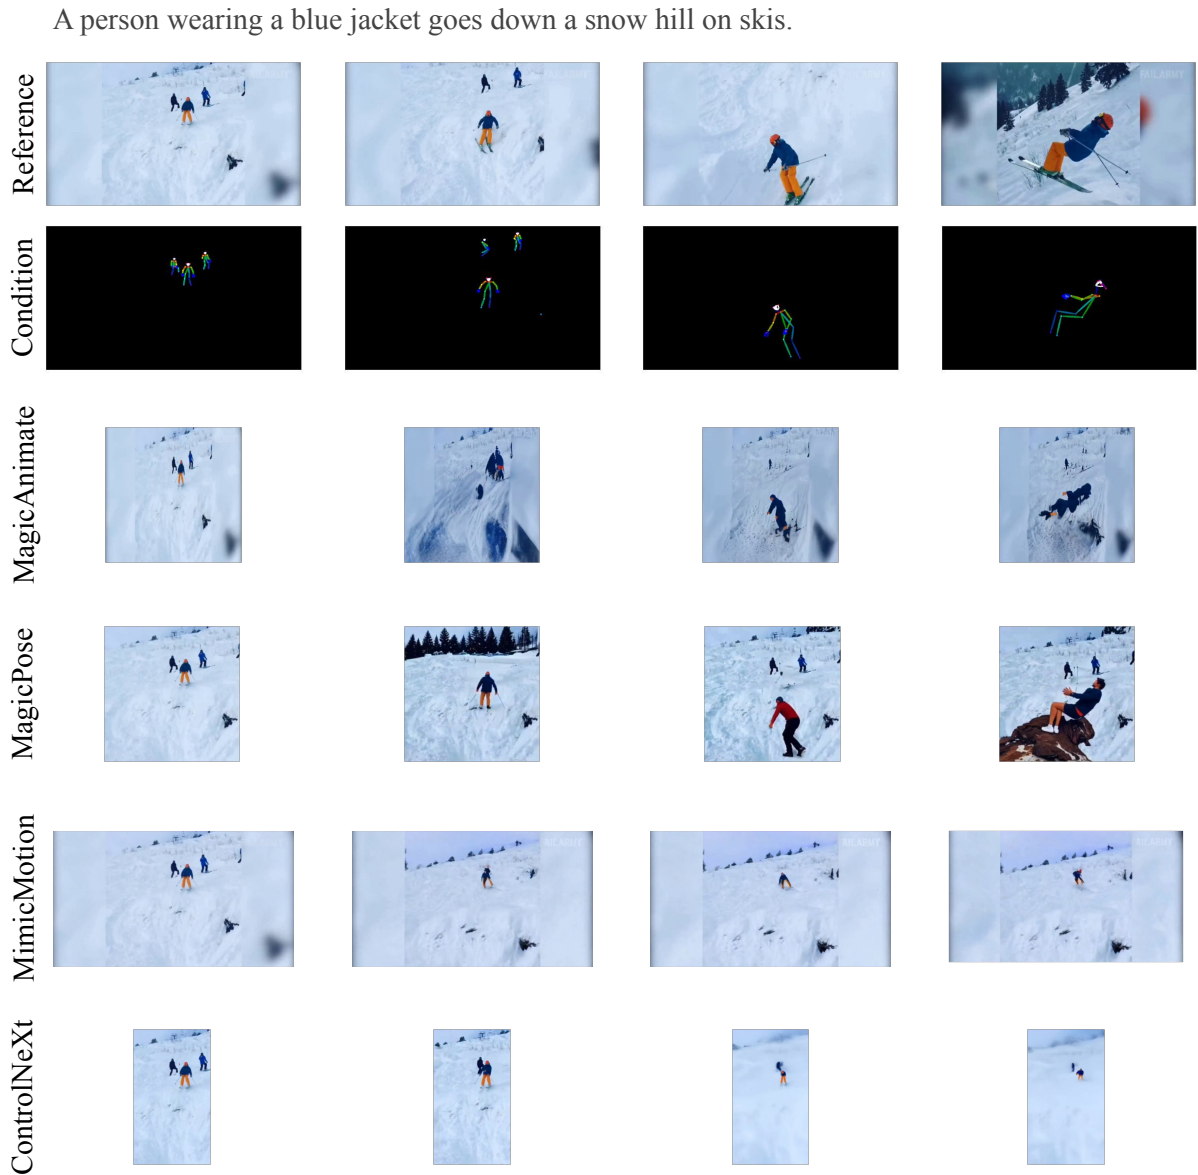 A person wearing a blue jacket goes down a snow hill on skis.
Reference
Condition
MagicAnimate
MagicPose
MimicMotion
ControlNeXt